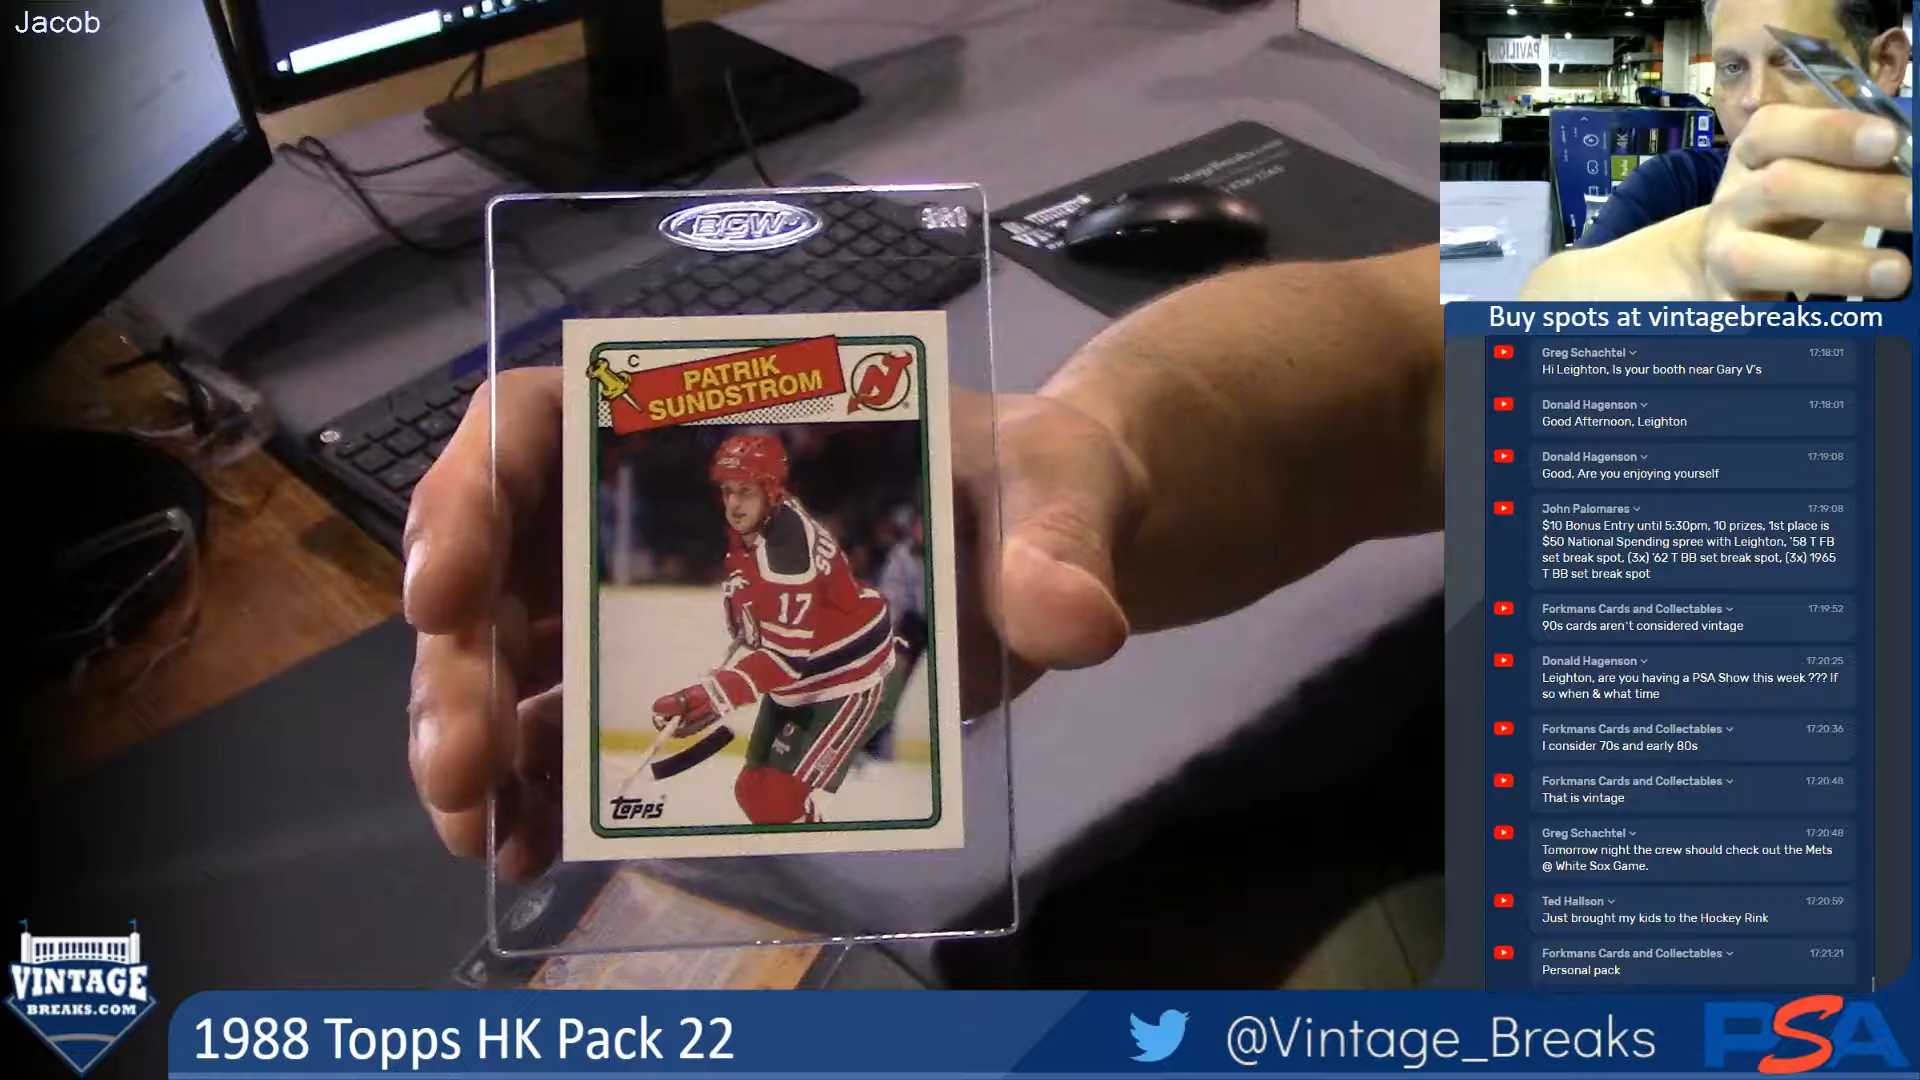 Jacob
BCW
C
PATRIK
SUNDSTROM
SU
17
Topps
PAVILIO
4K
Buy spots at vintagebreaks.com
Greg Schachtel 17:18:01
Hi Leighton, Is your booth near Gary V's
Donald Hagenson 17:18:01
Good Afternoon, Leighton
Donald Hagenson 17:19:08
Good, Are you enjoying yourself
John Palomares 17:19:08
$10 Bonus Entry until 5:30pm, 10 prizes, 1st place is
$50 National Spending spree with Leighton, '58 T FB
set break spot, (3x) '62 T BB set break spot, (3x) 1965
T BB set break spot
Forkmans Cards and Collectables 17:19:52
90s cards aren't considered vintage
Donald Hagenson 17:20:25
Leighton, are you having a PSA Show this week ??? If
so when & what time
Forkmans Cards and Collectables 17:20:36
I consider 70s and early 80s
Forkmans Cards and Collectables 17:20:48
That is vintage
Greg Schachtel 17:20:48
Tomorrow night the crew should check out the Mets
@ White Sox Game.
Ted Hallson 17:20:59
Just brought my kids to the Hockey Rink
Forkmans Cards and Collectables 17:21:21
Personal pack
VINTAGE
BREAKS.COM
1988 Topps HK Pack 22
@Vintage_Breaks
PSA